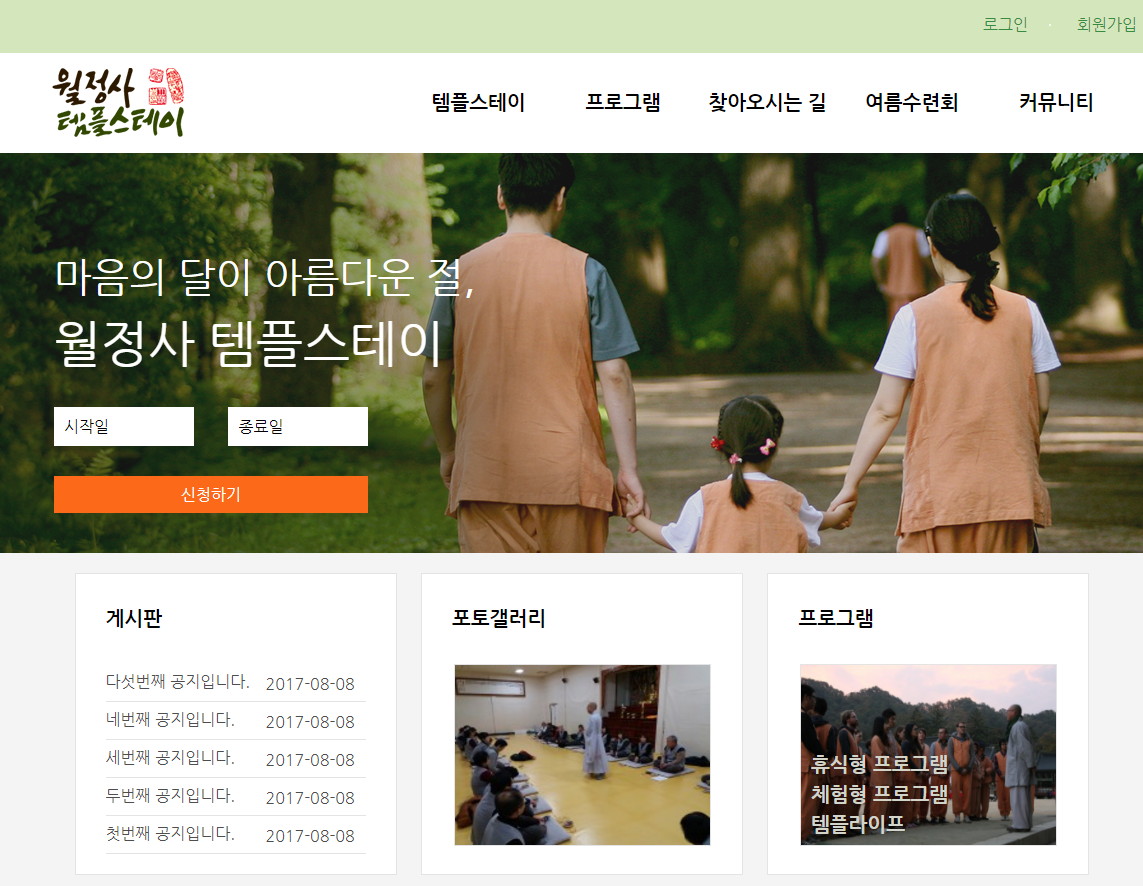 로그인 · 회원가입
월정사
템플스테이
템플스테이 프로그램 찾아오시는 길 여름수련회 커뮤니티
마음의 달이 아름다운 절,
월정사 템플스테이
시작일 종료일
신청하기
게시판
다섯번째 공지입니다. 2017-08-08
네번째 공지입니다. 2017-08-08
세번째 공지입니다. 2017-08-08
두번째 공지입니다. 2017-08-08
첫번째 공지입니다. 2017-08-08
포토갤러리
프로그램
휴식형 프로그램
체험형 프로그램
템플라이프